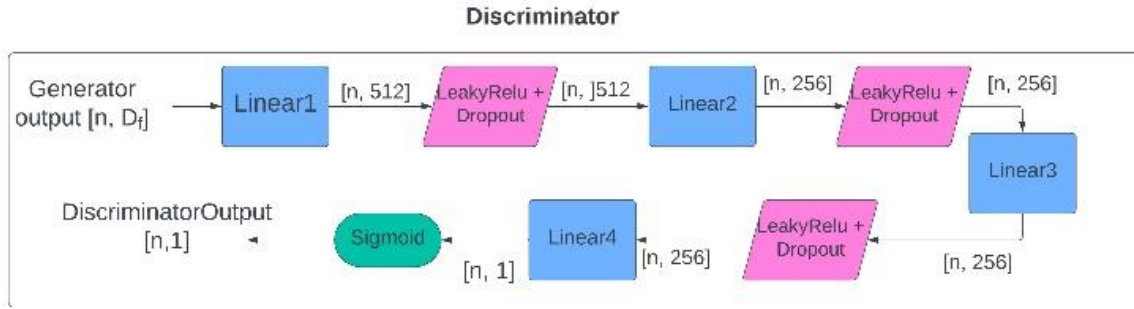 Discriminator
Generator
output [n, D_f]
Linear1
[n, 512]
LeakyRelu +
Dropout
[n, ]512
Linear2
[n, 256]
LeakyRelu +
Dropout
[n, 256]
Linear3
[n, 256]
LeakyRelu +
Dropout
[n, 256]
Linear4
[n, 1]
Sigmoid
DiscriminatorOutput
[n,1]